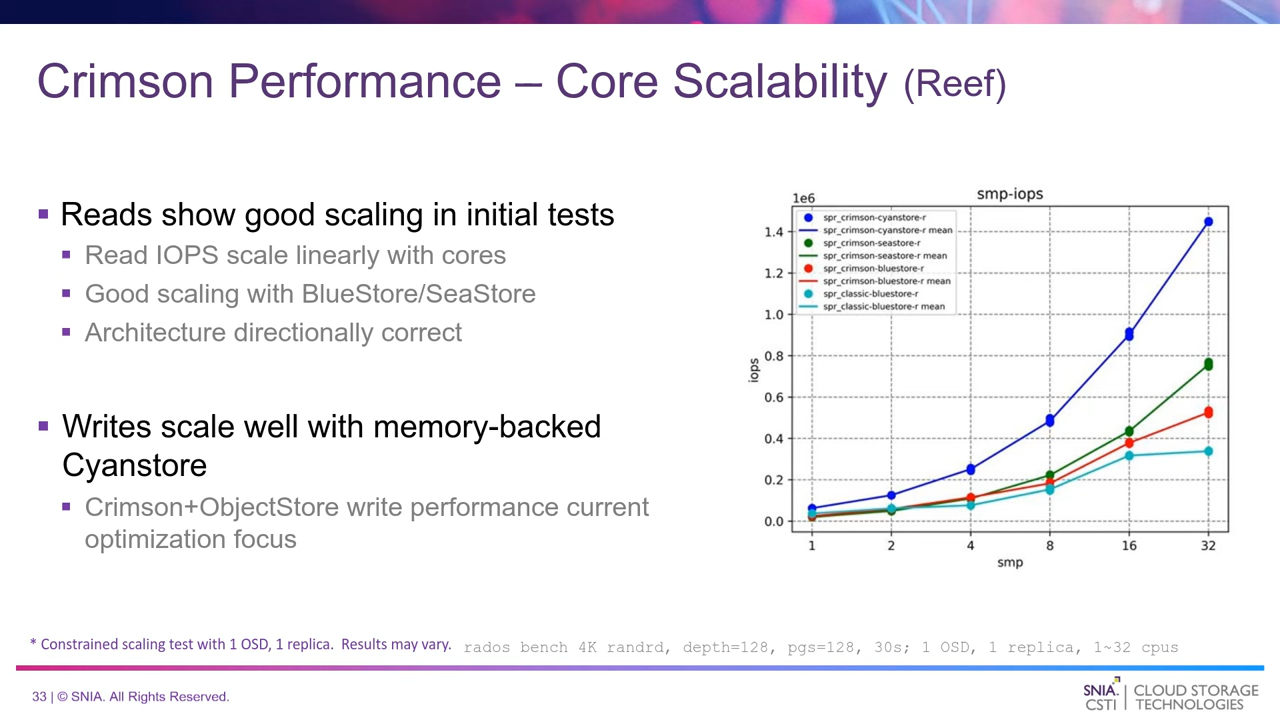 Crimson Performance – Core Scalability (Reef)
Reads show good scaling in initial tests
Read IOPS scale linearly with cores
Good scaling with BlueStore/SeaStore
Architecture directionally correct
Writes scale well with memory-backed
Cyanstore
Crimson+ObjectStore write performance current
optimization focus
smp-iops
1e6
spr_crimson-cyanstore-r
spr_crimson-cyanstore-r mean
spr_crimson-seastore-r
spr_crimson-seastore-r mean
spr_crimson-bluestore-r
spr_crimson-bluestore-r mean
spr_classic-bluestore-r
spr_classic-bluestore-r mean
1.4
1.2
1.0
0.8
0.6
0.4
0.2
0.0
iops
1 2 4 8 16 32
smp
* Constrained scaling test with 1 OSD, 1 replica. Results may vary. rados bench 4K randrd, depth=128, pgs=128, 30s; 1 OSD, 1 replica, 1~32 cpus
33 | © SNIA. All Rights Reserved.
SNIA. | CLOUD STORAGE
CSTI | TECHNOLOGIES